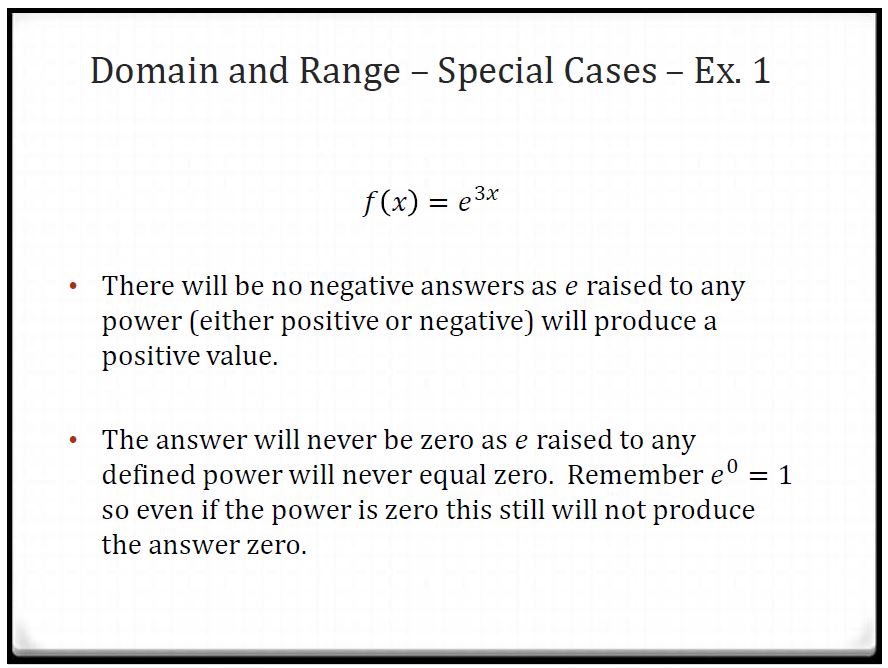 Domain and Range – Special Cases – Ex. 1
f(x) = e^{3x}
• There will be no negative answers as e raised to any
power (either positive or negative) will produce a
positive value.
• The answer will never be zero as e raised to any
defined power will never equal zero.  Remember e^0 = 1
so even if the power is zero this still will not produce
the answer zero.